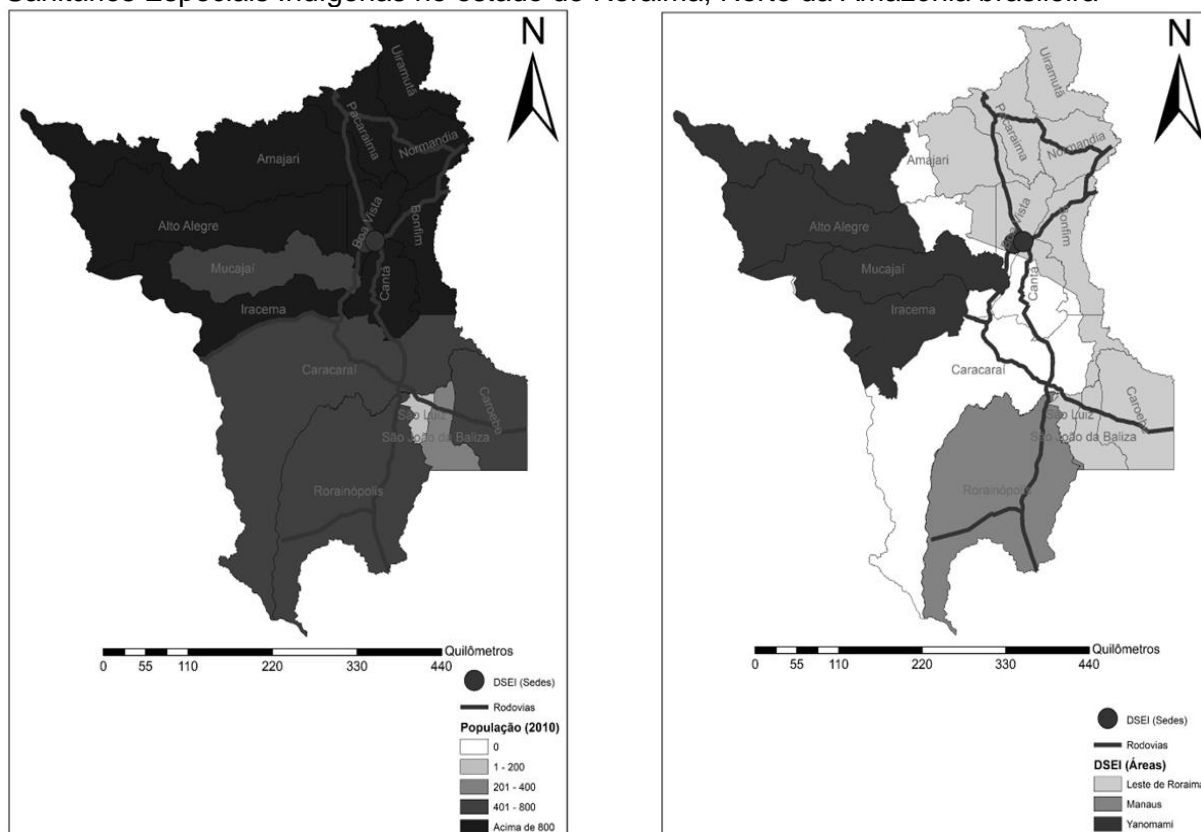 Sanitários Especiais Indígenas no estado de Roraima, Norte da Amazônia brasileira
N
Uiramutã
Pacaraima
Normandia
Amajari
Alto Alegre
Boa Vista
Bonfim
Mucajaí
Cantá
Iracema
Caracaraí
Caroebe
São Luiz
São João da Baliza
Rorainópolis
Quilômetros
0 55 110 220 330 440
DSEI (Sedes)
Rodovias
População (2010)
0
1 - 200
201 - 400
401 - 800
Acima de 800
N
Uiramutã
Pacaraima
Normandia
Amajari
Alto Alegre
Boa Vista
Bonfim
Mucajaí
Cantá
Iracema
Caracaraí
Caroebe
São Luiz
São João da Baliza
Rorainópolis
Quilômetros
0 55 110 220 330 440
DSEI (Sedes)
Rodovias
DSEI (Áreas)
Leste de Roraima
Manaus
Yanomami